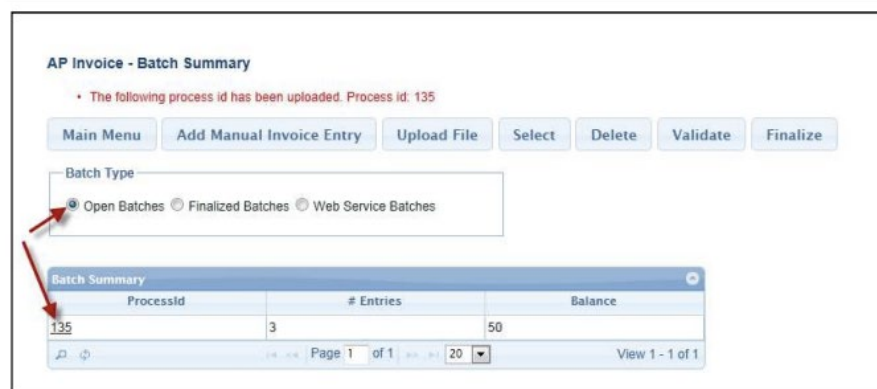 AP Invoice - Batch Summary
• The following process id has been uploaded. Process id: 135
Main Menu Add Manual Invoice Entry Upload File Select Delete Validate Finalize
Batch Type
Open Batches Finalized Batches Web Service Batches
Batch Summary
ProcessId # Entries Balance
135 3 50
Page 1 of 1 20 View 1 - 1 of 1